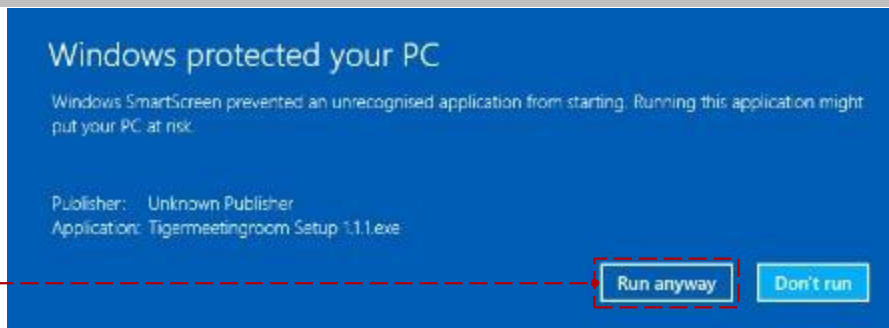 Windows protected your PC
Windows SmartScreen prevented an unrecognised application from starting. Running this application might
put your PC at risk.
Publisher: Unknown Publisher
Application: Tigermeetingroom Setup 1.1.1.exe
Run anyway Don't run